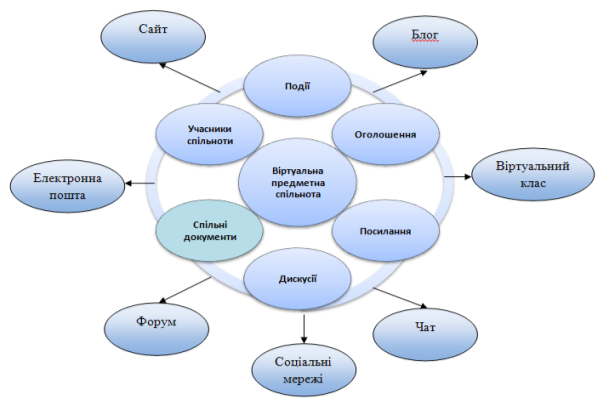 Сайт
Блог
Події
Учасники
спільноти
Оголошення
Віртуальна
предметна
спільнота
Електронна
пошта
Віртуальний
клас
Спільні
документи
Посилання
Дискусії
Форум
Чат
Соціальні
мережі